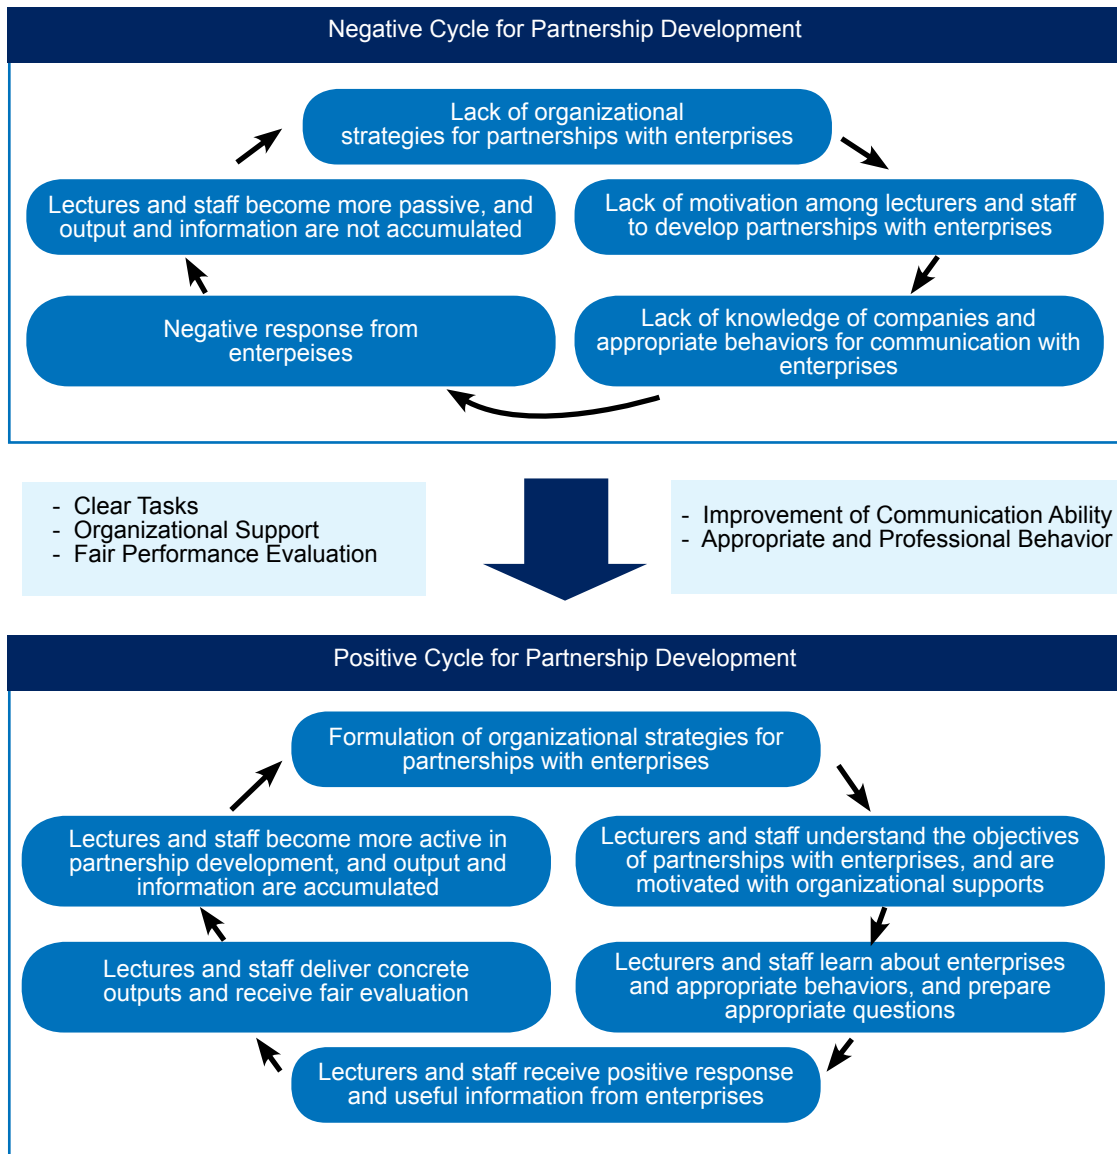 Negative Cycle for Partnership Development
Lack of organizational
strategies for partnerships with enterprises
Lectures and staff become more passive, and
output and information are not accumulated
Lack of motivation among lecturers and staff
to develop partnerships with enterprises
Negative response from
enterpeises
Lack of knowledge of companies and
appropriate behaviors for communication with
enterprises
- Clear Tasks
- Organizational Support
- Fair Performance Evaluation
- Improvement of Communication Ability
- Appropriate and Professional Behavior
Positive Cycle for Partnership Development
Formulation of organizational strategies for
partnerships with enterprises
Lectures and staff become more active in
partnership development, and output and
information are accumulated
Lecturers and staff understand the objectives
of partnerships with enterprises, and are
motivated with organizational supports
Lectures and staff deliver concrete
outputs and receive fair evaluation
Lecturers and staff learn about enterprises
and appropriate behaviors, and prepare
appropriate questions
Lecturers and staff receive positive response
and useful information from enterprises